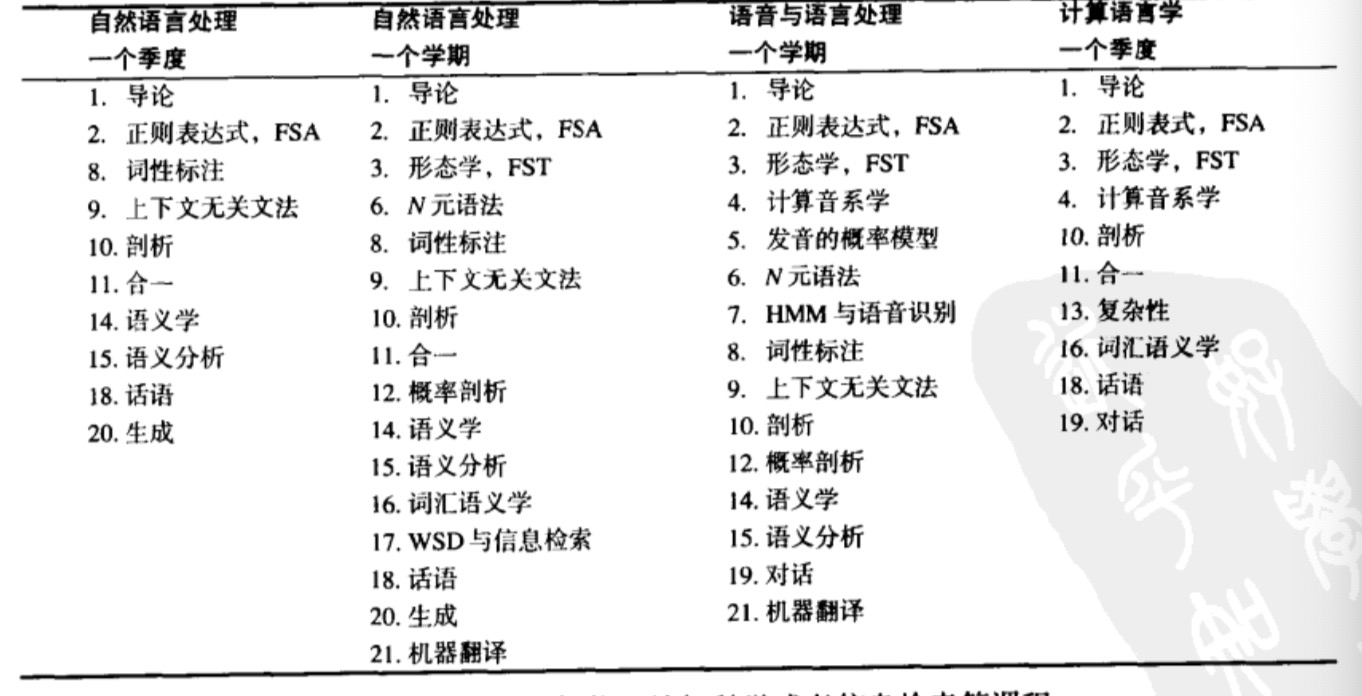 自然语言处理 自然语言处理 语音与语言处理 计算语言学
一个季度 一个学期 一个学期 一个季度
1. 导论 1. 导论 1. 导论 1. 导论
2. 正则表达式，FSA 2. 正则表达式，FSA 2. 正则表达式，FSA 2. 正则表式，FSA
8. 词性标注 3. 形态学，FST 3. 形态学，FST 3. 形态学，FST
9. 上下文无关文法 6. N 元语法 4. 计算音系学 4. 计算音系学
10. 剖析 8. 词性标注 5. 发音的概率模型 10. 剖析
11. 合一 9. 上下文无关文法 6. N 元语法 11. 合一
14. 语义学 10. 剖析 7. HMM 与语音识别 13. 复杂性
15. 语义分析 11. 合一 8. 词性标注 16. 词汇语义学
18. 话语 12. 概率剖析 9. 上下文无关文法 18. 话语
20. 生成 14. 语义学 10. 剖析 19. 对话
15. 语义分析 12. 概率剖析
16. 词汇语义学 14. 语义学
17. WSD 与信息检索 15. 语义分析
18. 话语 19. 对话
20. 生成 21. 机器翻译
21. 机器翻译